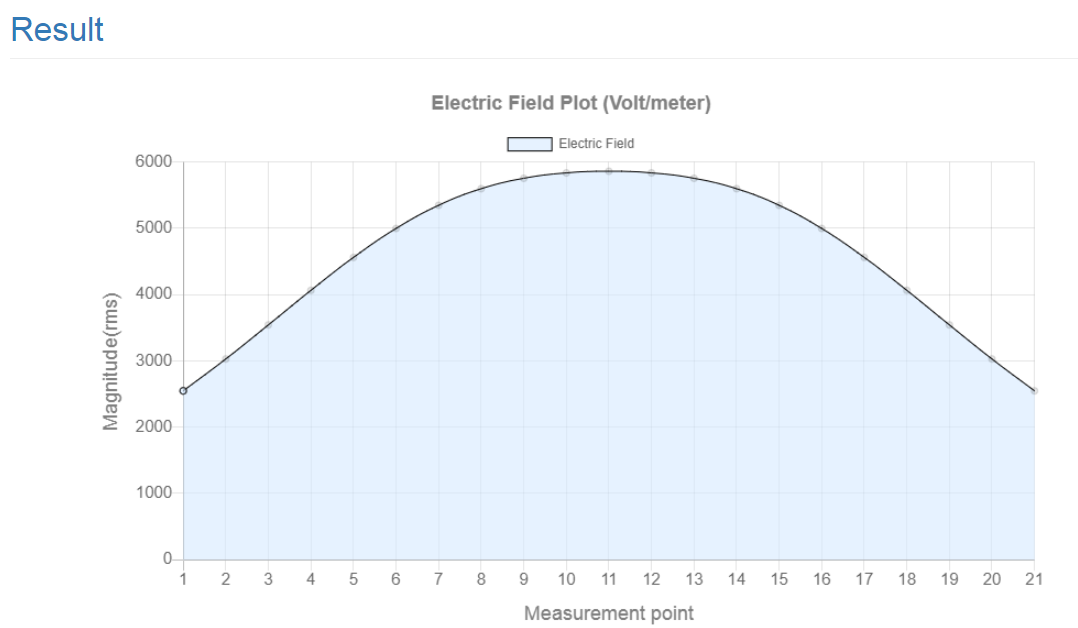 Result
Electric Field Plot (Volt/meter)
Electric Field
6000
5000
4000
3000
2000
1000
0
Magnitude(rms)
1 2 3 4 5 6 7 8 9 10 11 12 13 14 15 16 17 18 19 20 21
Measurement point